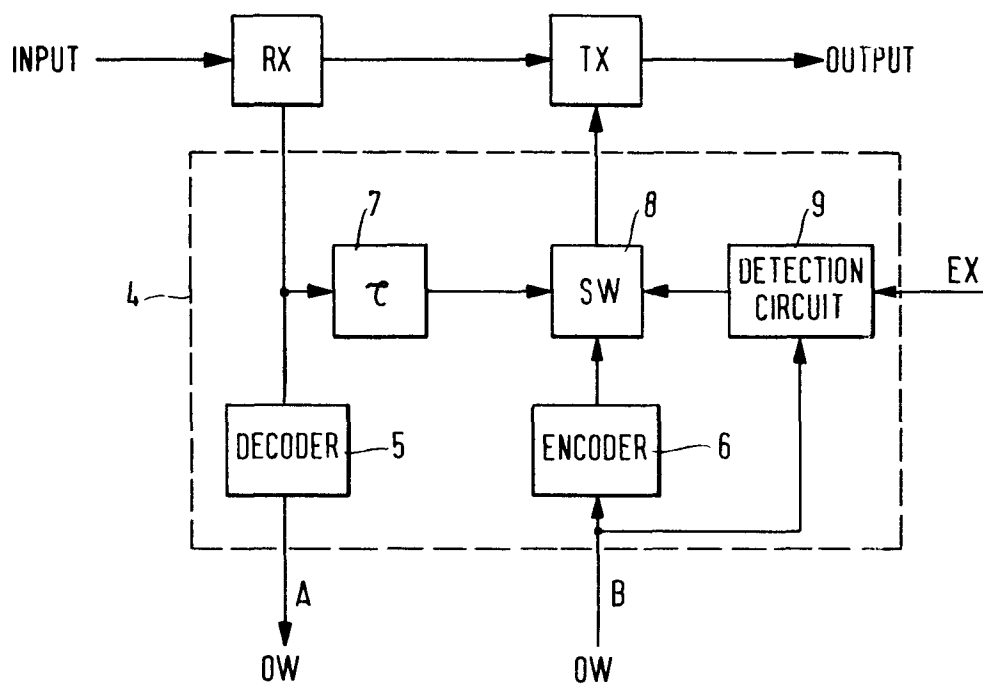 INPUT
RX
TX
OUTPUT
7
8
9
4
τ
SW
DETECTION
CIRCUIT
EX
DECODER
5
ENCODER
6
A
B
OW
OW